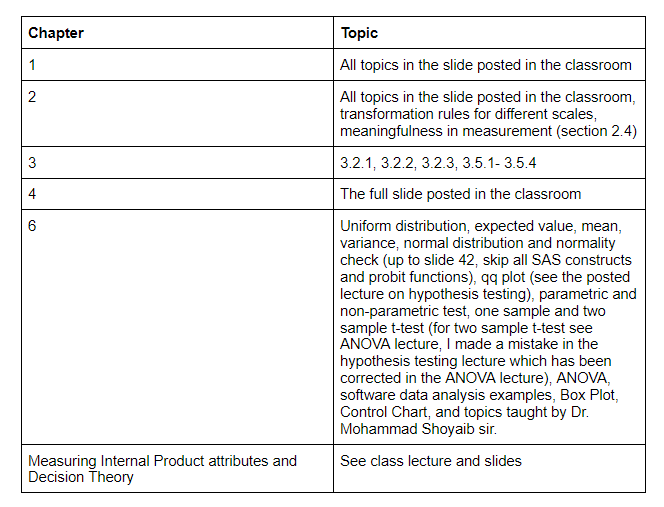 Chapter Topic
1 All topics in the slide posted in the classroom
2 All topics in the slide posted in the classroom,
transformation rules for different scales,
meaningfulness in measurement (section 2.4)
3 3.2.1, 3.2.2, 3.2.3, 3.5.1- 3.5.4
4 The full slide posted in the classroom
6 Uniform distribution, expected value, mean,
variance, normal distribution and normality
check (up to slide 42, skip all SAS constructs
and probit functions), qq plot (see the posted
lecture on hypothesis testing), parametric and
non-parametric test, one sample and two
sample t-test (for two sample t-test see
ANOVA lecture, I made a mistake in the
hypothesis testing lecture which has been
corrected in the ANOVA lecture), ANOVA,
software data analysis examples, Box Plot,
Control Chart, and topics taught by Dr.
Mohammad Shoyaib sir.
Measuring Internal Product attributes and See class lecture and slides
Decision Theory